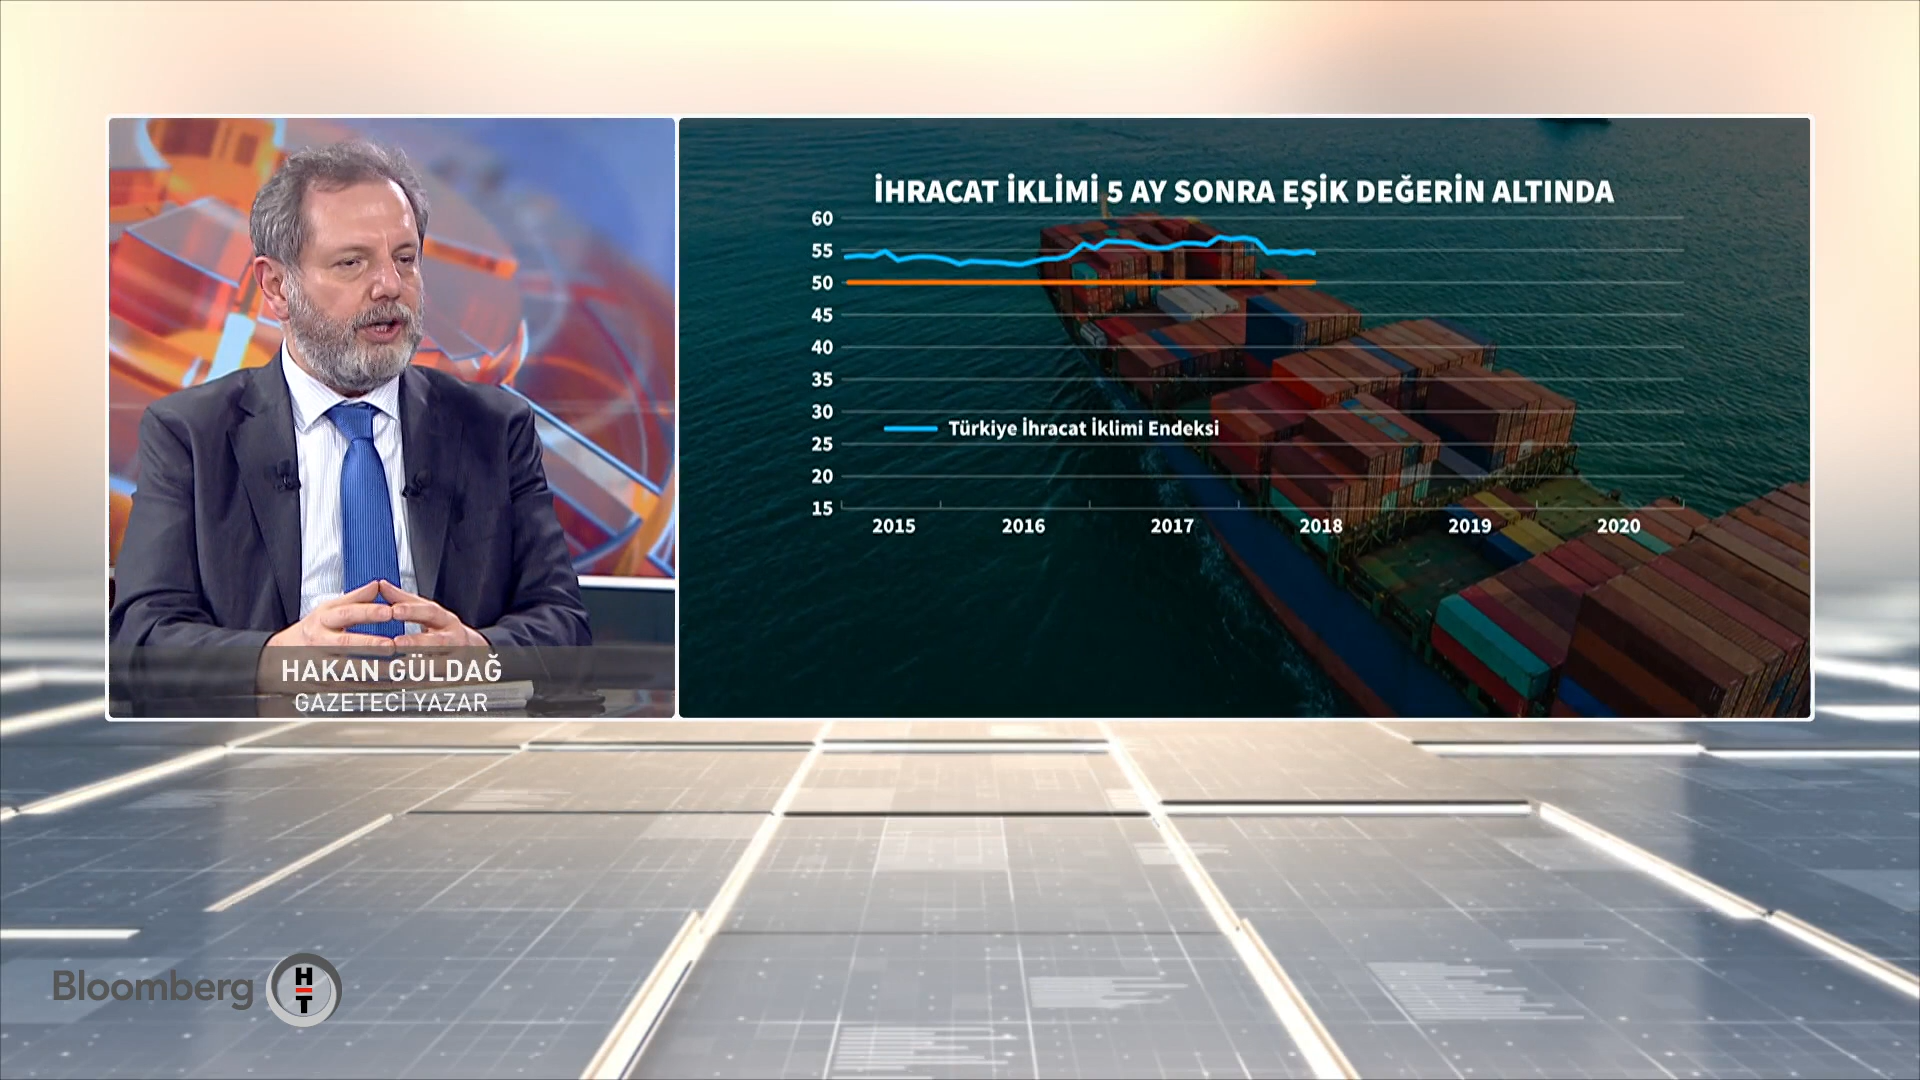 HAKAN GÜLDAĞ
GAZETECİ YAZAR
İHRACAT İKLİMİ 5 AY SONRA EŞİK DEĞERİN ALTINDA
60
55
50
45
40
35
30
Türkiye İhracat İklimi Endeksi
25
20
15
2015 2016 2017 2018 2019 2020
Bloomberg HT